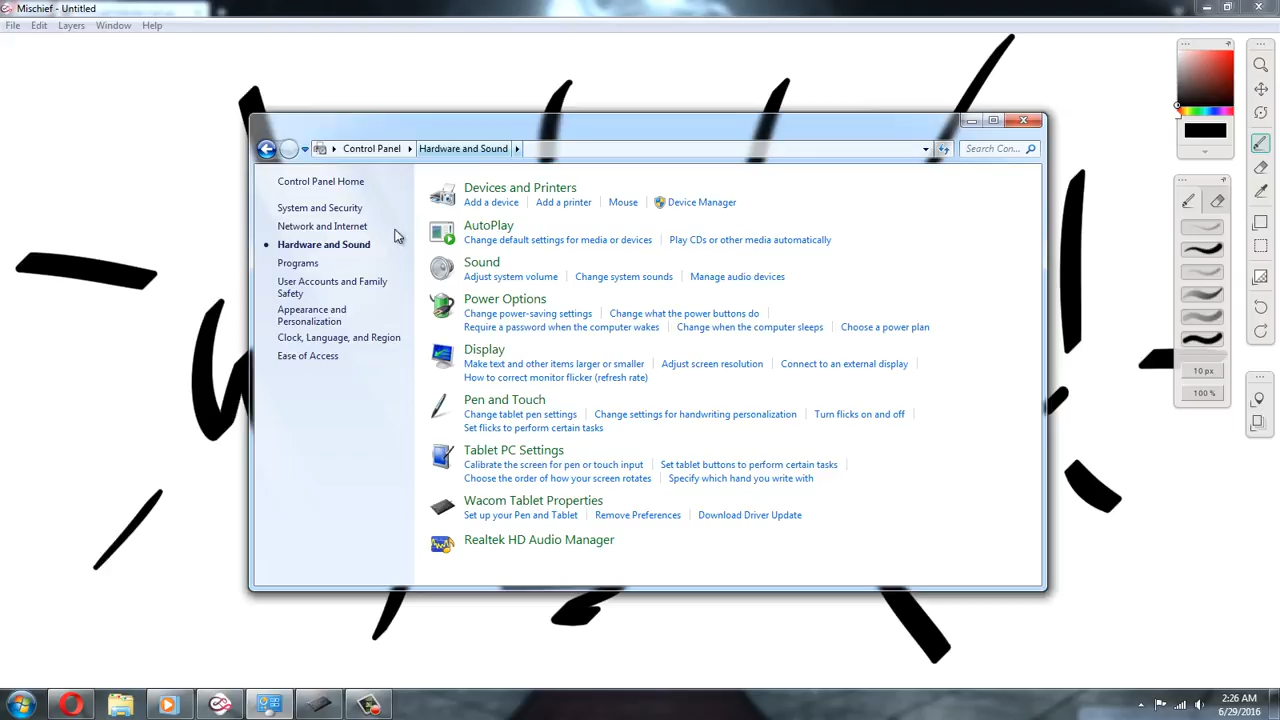 Mischief - Untitled
File Edit Layers Window Help
Control Panel Hardware and Sound Search Con...
Control Panel Home
System and Security
Network and Internet
Hardware and Sound
Programs
User Accounts and Family
Safety
Appearance and
Personalization
Clock, Language, and Region
Ease of Access
Devices and Printers
Add a device Add a printer Mouse Device Manager
AutoPlay
Change default settings for media or devices Play CDs or other media automatically
Sound
Adjust system volume Change system sounds Manage audio devices
Power Options
Change power-saving settings Change what the power buttons do
Require a password when the computer wakes Change when the computer sleeps Choose a power plan
Display
Make text and other items larger or smaller Adjust screen resolution Connect to an external display
How to correct monitor flicker (refresh rate)
Pen and Touch
Change tablet pen settings Change settings for handwriting personalization Turn flicks on and off
Set flicks to perform certain tasks
Tablet PC Settings
Calibrate the screen for pen or touch input Set tablet buttons to perform certain tasks
Choose the order of how your screen rotates Specify which hand you write with
Wacom Tablet Properties
Set up your Pen and Tablet Remove Preferences Download Driver Update
Realtek HD Audio Manager
10 px
100 %
2:26 AM
6/29/2016